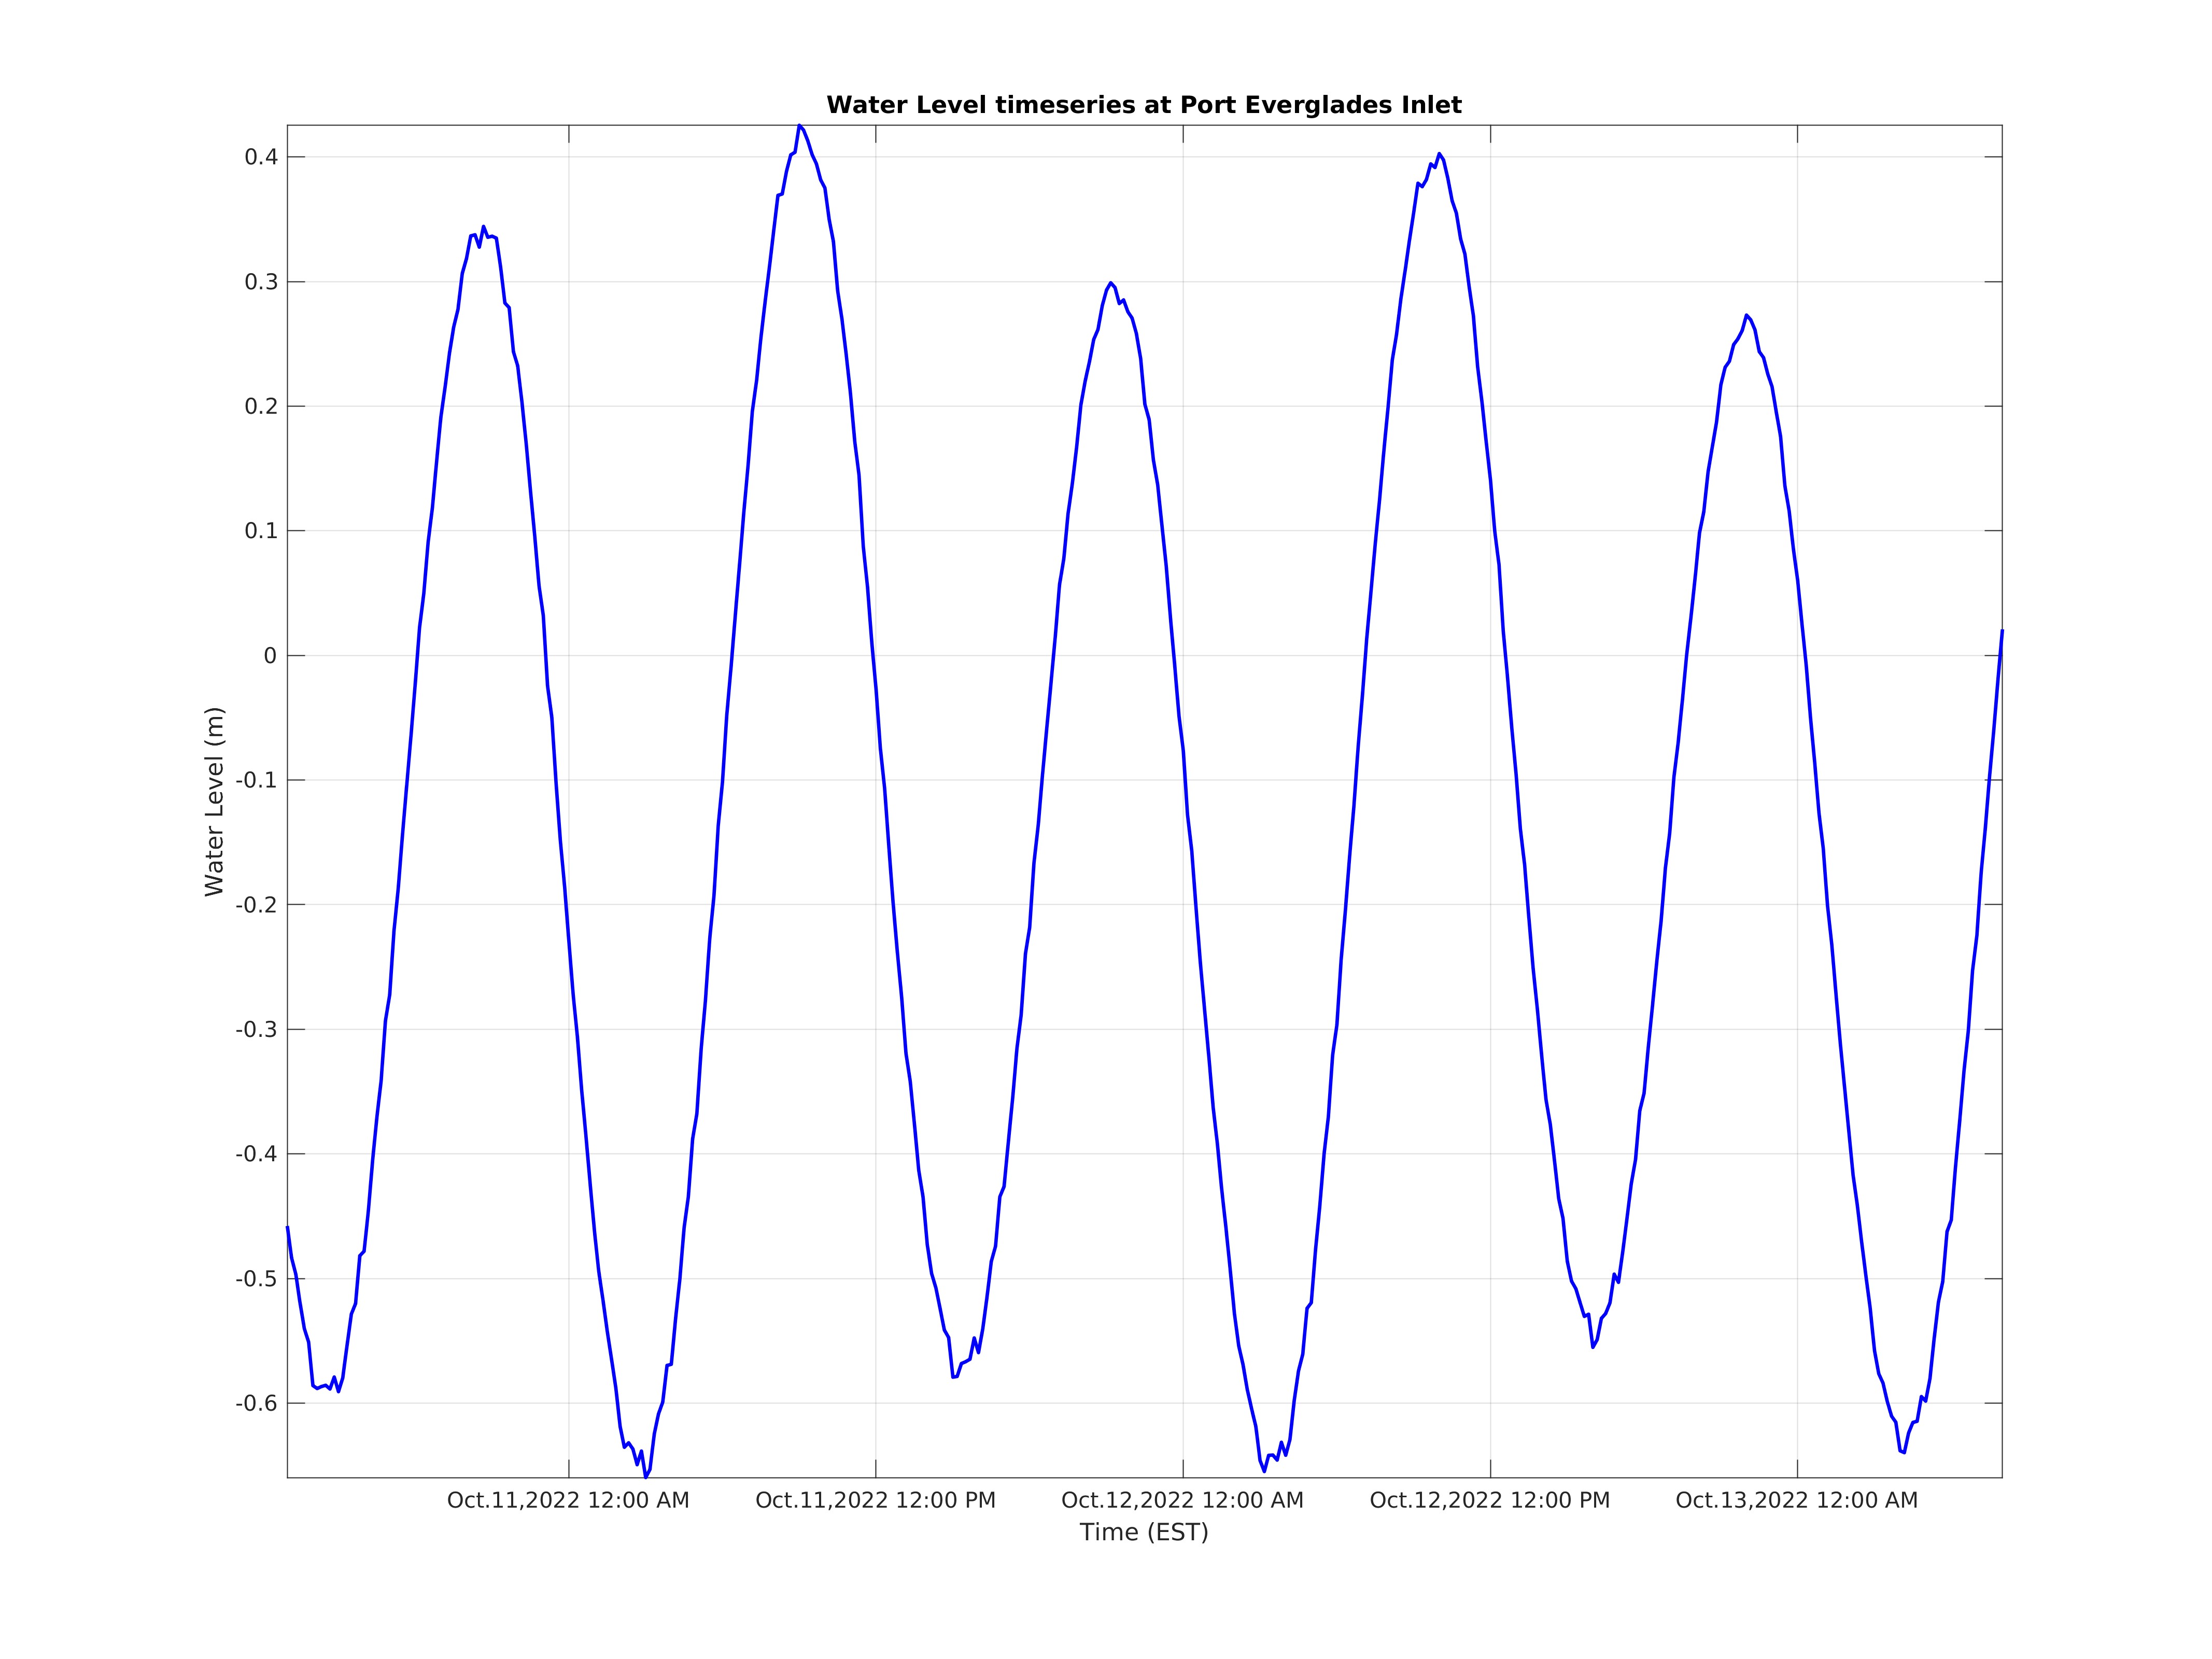 Water Level timeseries at Port Everglades Inlet
0.4
0.3
0.2
0.1
0
-0.1
-0.2
-0.3
-0.4
-0.5
-0.6
Water Level (m)
Oct.11,2022 12:00 AM Oct.11,2022 12:00 PM Oct.12,2022 12:00 AM Oct.12,2022 12:00 PM Oct.13,2022 12:00 AM
Time (EST)